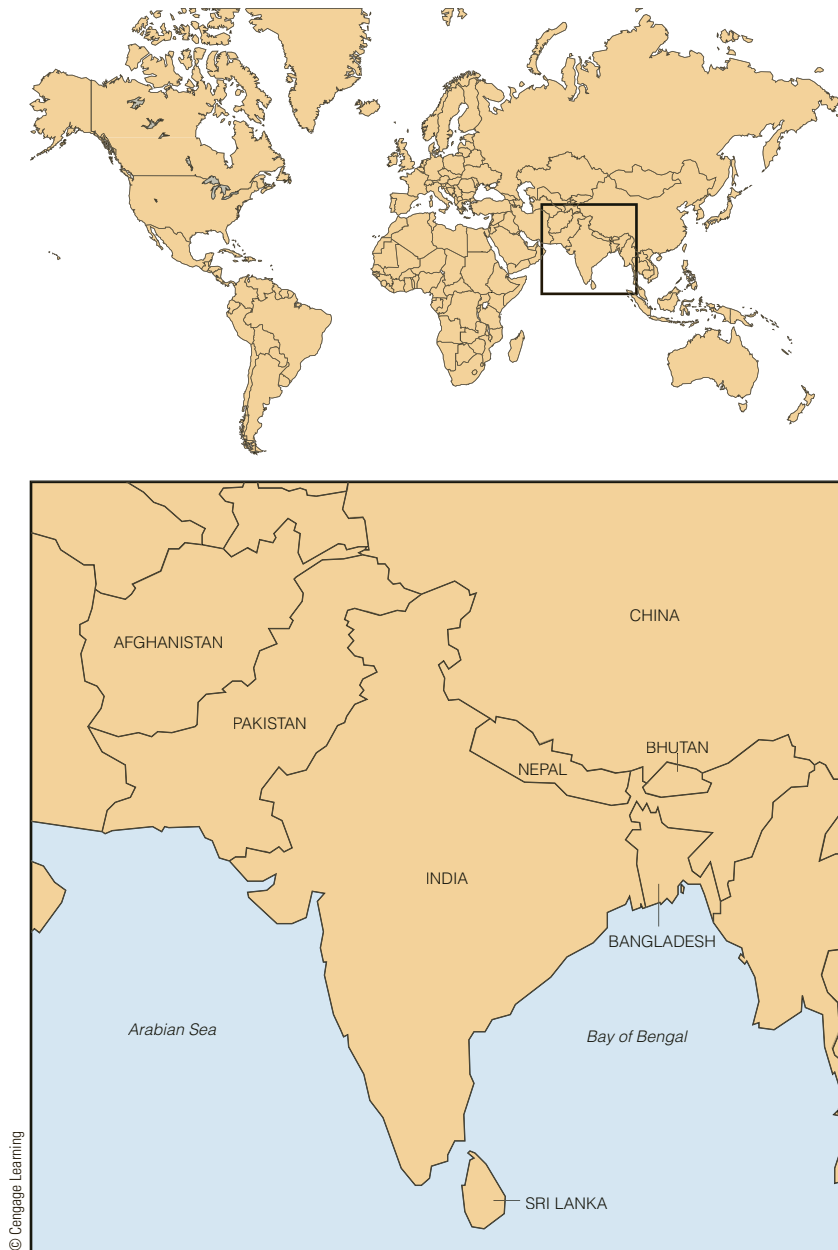 CHINA
AFGHANISTAN
PAKISTAN
BHUTAN
NEPAL
INDIA
BANGLADESH
Arabian Sea
Bay of Bengal
SRI LANKA
© Cengage Learning